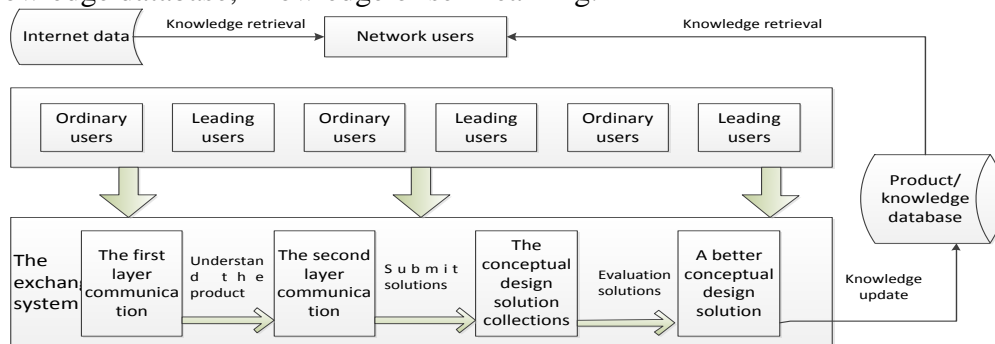 Knowledge retrieval
Knowledge retrieval
Internet data
Network users
Ordinary
users
Leading
users
Ordinary
users
Leading
users
Ordinary
users
Leading
users
Product/
knowledge
database
The
exchang
system
The first
layer
communica
tion
Understan
d the
product
The second
layer
communica
tion
Submit
solutions
The
conceptual
design
solution
collections
Evaluation
solutions
A better
conceptual
design
solution
Knowledge
update